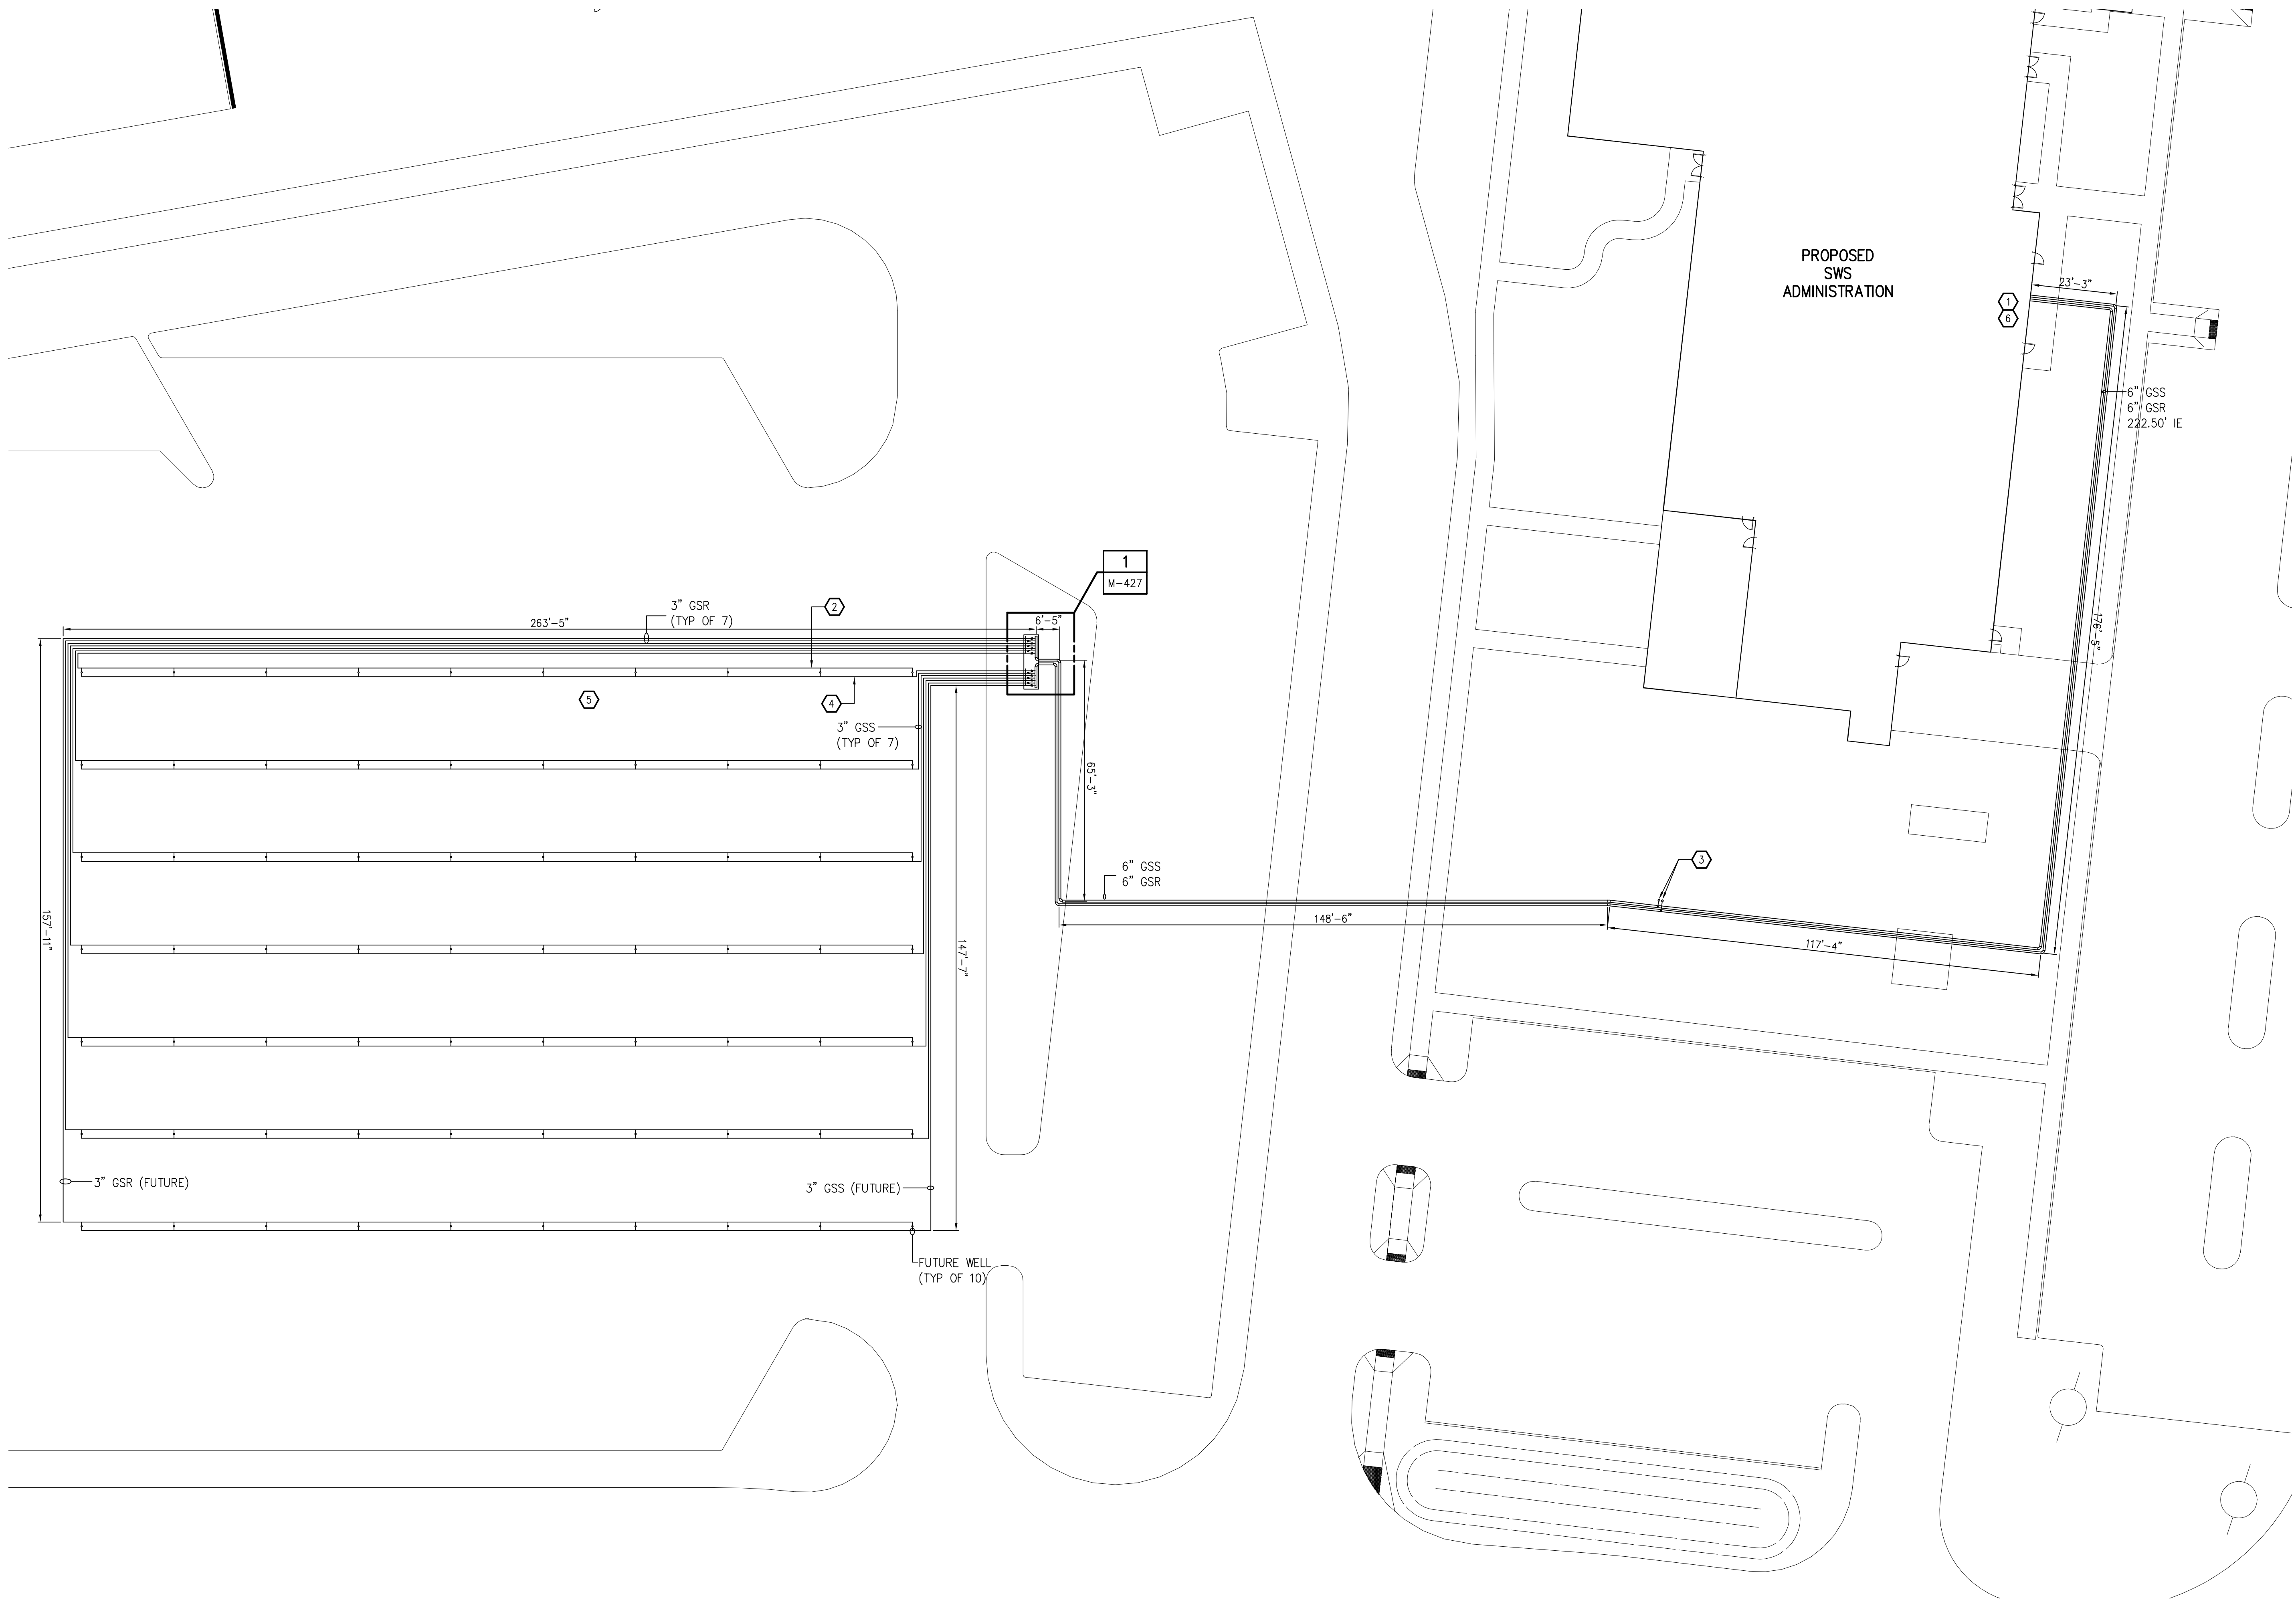 PROPOSED
SWS
ADMINISTRATION
23'-3"
1
6
6" GSS
6" GSR
222.50' IE
176'-5"
1
M-427
3" GSR
(TYP OF 7)
2
263'-5"
6'-5"
5
4
3" GSS
(TYP OF 7)
65'-3"
6" GSS
6" GSR
3
148'-6"
117'-4"
157'-11"
147'-7"
3" GSR (FUTURE)
3" GSS (FUTURE)
FUTURE WELL
(TYP OF 10)